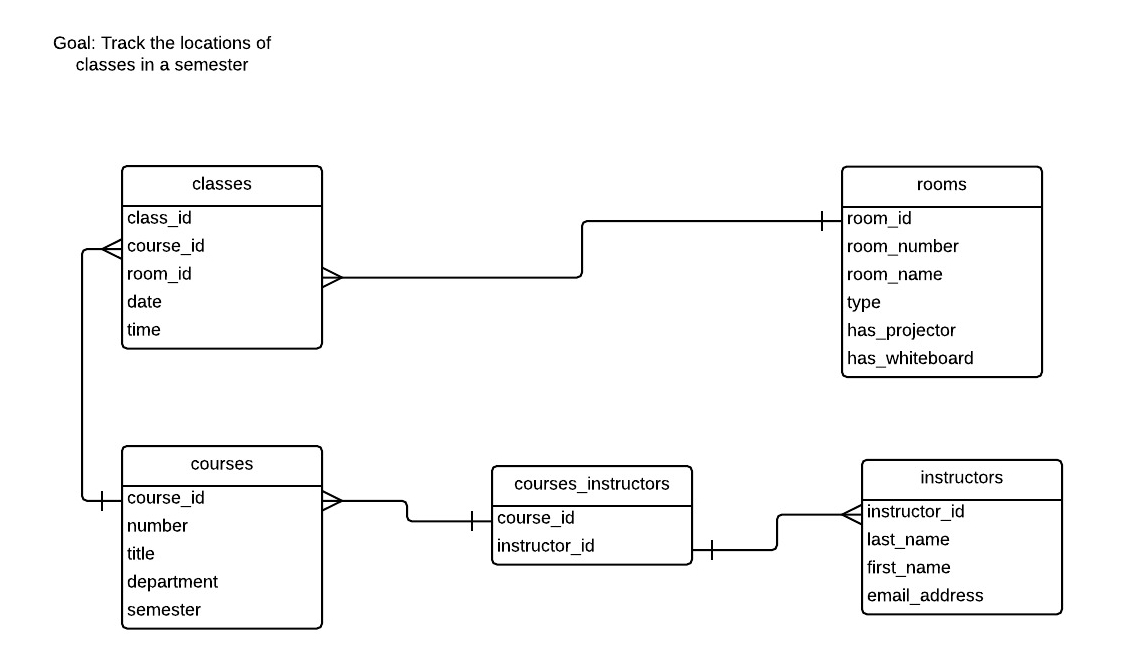 Goal: Track the locations of
classes in a semester
classes
class_id
course_id
room_id
date
time
rooms
room_id
room_number
room_name
type
has_projector
has_whiteboard
courses
course_id
number
title
department
semester
courses_instructors
course_id
instructor_id
instructors
instructor_id
last_name
first_name
email_address